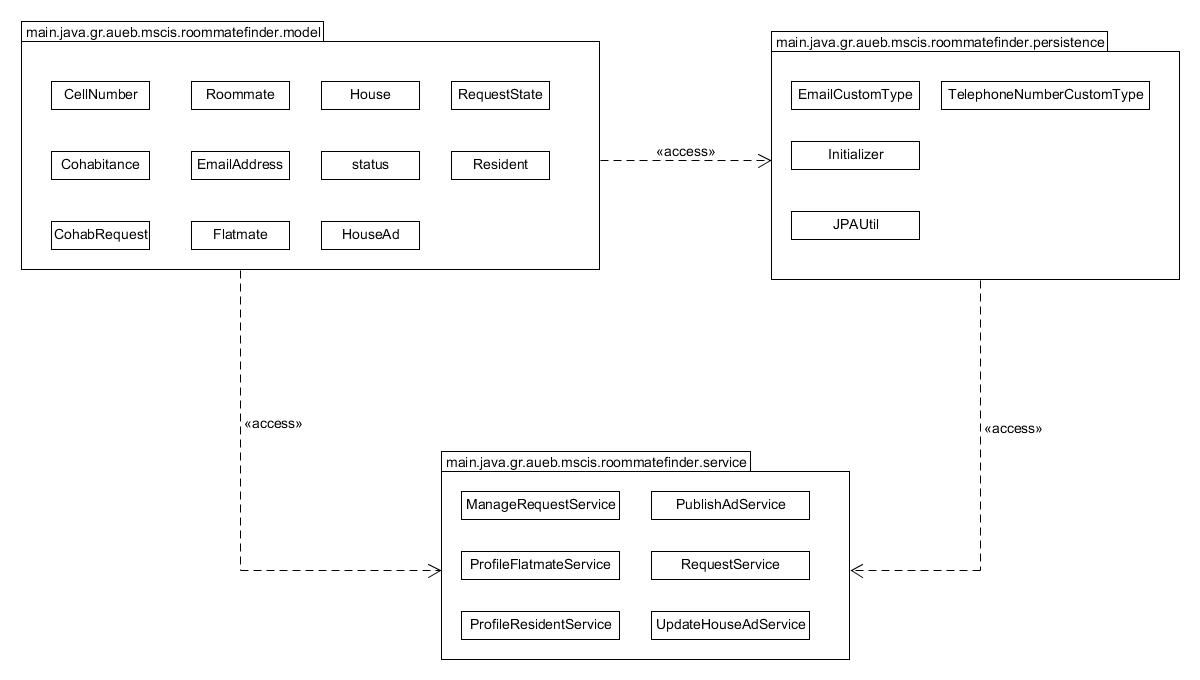 main.java.gr.aueb.mscis.roommatefinder.model
CellNumber
Roommate
House
RequestState
Cohabitance
EmailAddress
status
Resident
CohabRequest
Flatmate
HouseAd
«access»
main.java.gr.aueb.mscis.roommatefinder.persistence
EmailCustomType
TelephoneNumberCustomType
Initializer
JPAUtil
«access»
«access»
main.java.gr.aueb.mscis.roommatefinder.service
ManageRequestService
PublishAdService
ProfileFlatmateService
RequestService
ProfileResidentService
UpdateHouseAdService